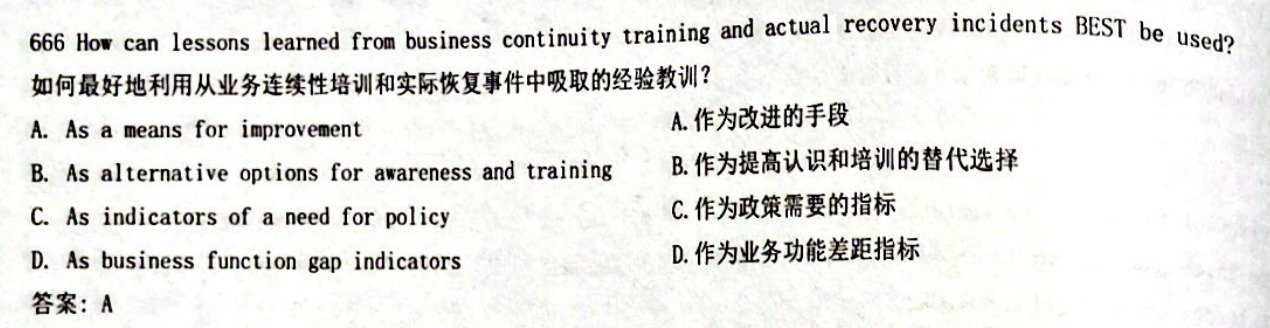 666 How can lessons learned from business continuity training and actual recovery incidents BEST be used?
如何最好地利用从业务连续性培训和实际恢复事件中吸取的经验教训？
A. As a means for improvement A.作为改进的手段
B. As alternative options for awareness and training B.作为提高认识和培训的替代选择
C. As indicators of a need for policy C.作为政策需要的指标
D. As business function gap indicators D.作为业务功能差距指标
答案: A